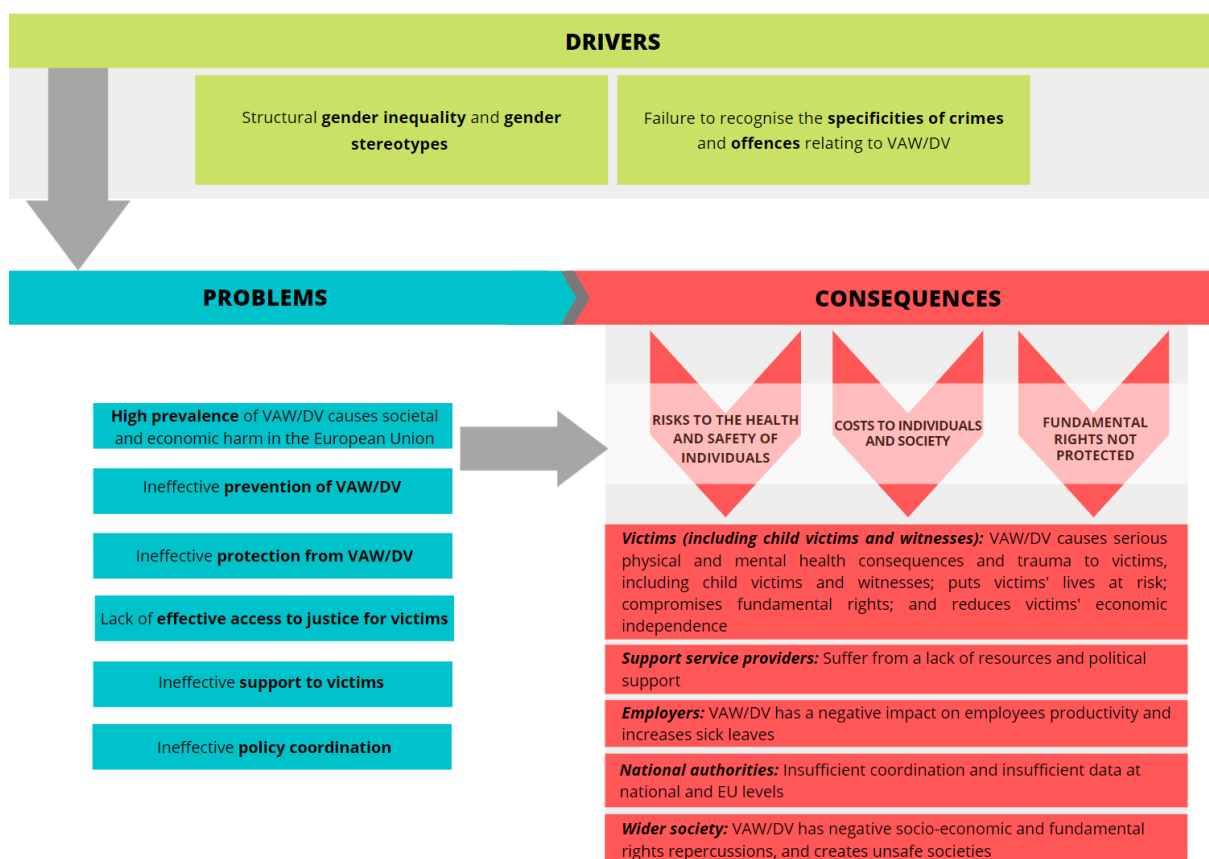 DRIVERS
Structural gender inequality and gender
stereotypes
Failure to recognise the specificities of crimes
and offences relating to VAW/DV
PROBLEMS
CONSEQUENCES
High prevalence of VAW/DV causes societal
and economic harm in the European Union
Ineffective prevention of VAW/DV
Ineffective protection from VAW/DV
Lack of effective access to justice for victims
Ineffective support to victims
Ineffective policy coordination
RISKS TO THE HEALTH
AND SAFETY OF
INDIVIDUALS
COSTS TO INDIVIDUALS
AND SOCIETY
FUNDAMENTAL
RIGHTS NOT
PROTECTED
Victims (including child victims and witnesses): VAW/DV causes serious
physical and mental health consequences and trauma to victims,
including child victims and witnesses; puts victims' lives at risk;
compromises fundamental rights; and reduces victims' economic
independence
Support service providers: Suffer from a lack of resources and political
support
Employers: VAW/DV has a negative impact on employees productivity and
increases sick leaves
National authorities: Insufficient coordination and insufficient data at
national and EU levels
Wider society: VAW/DV has negative socio-economic and fundamental
rights repercussions, and creates unsafe societies